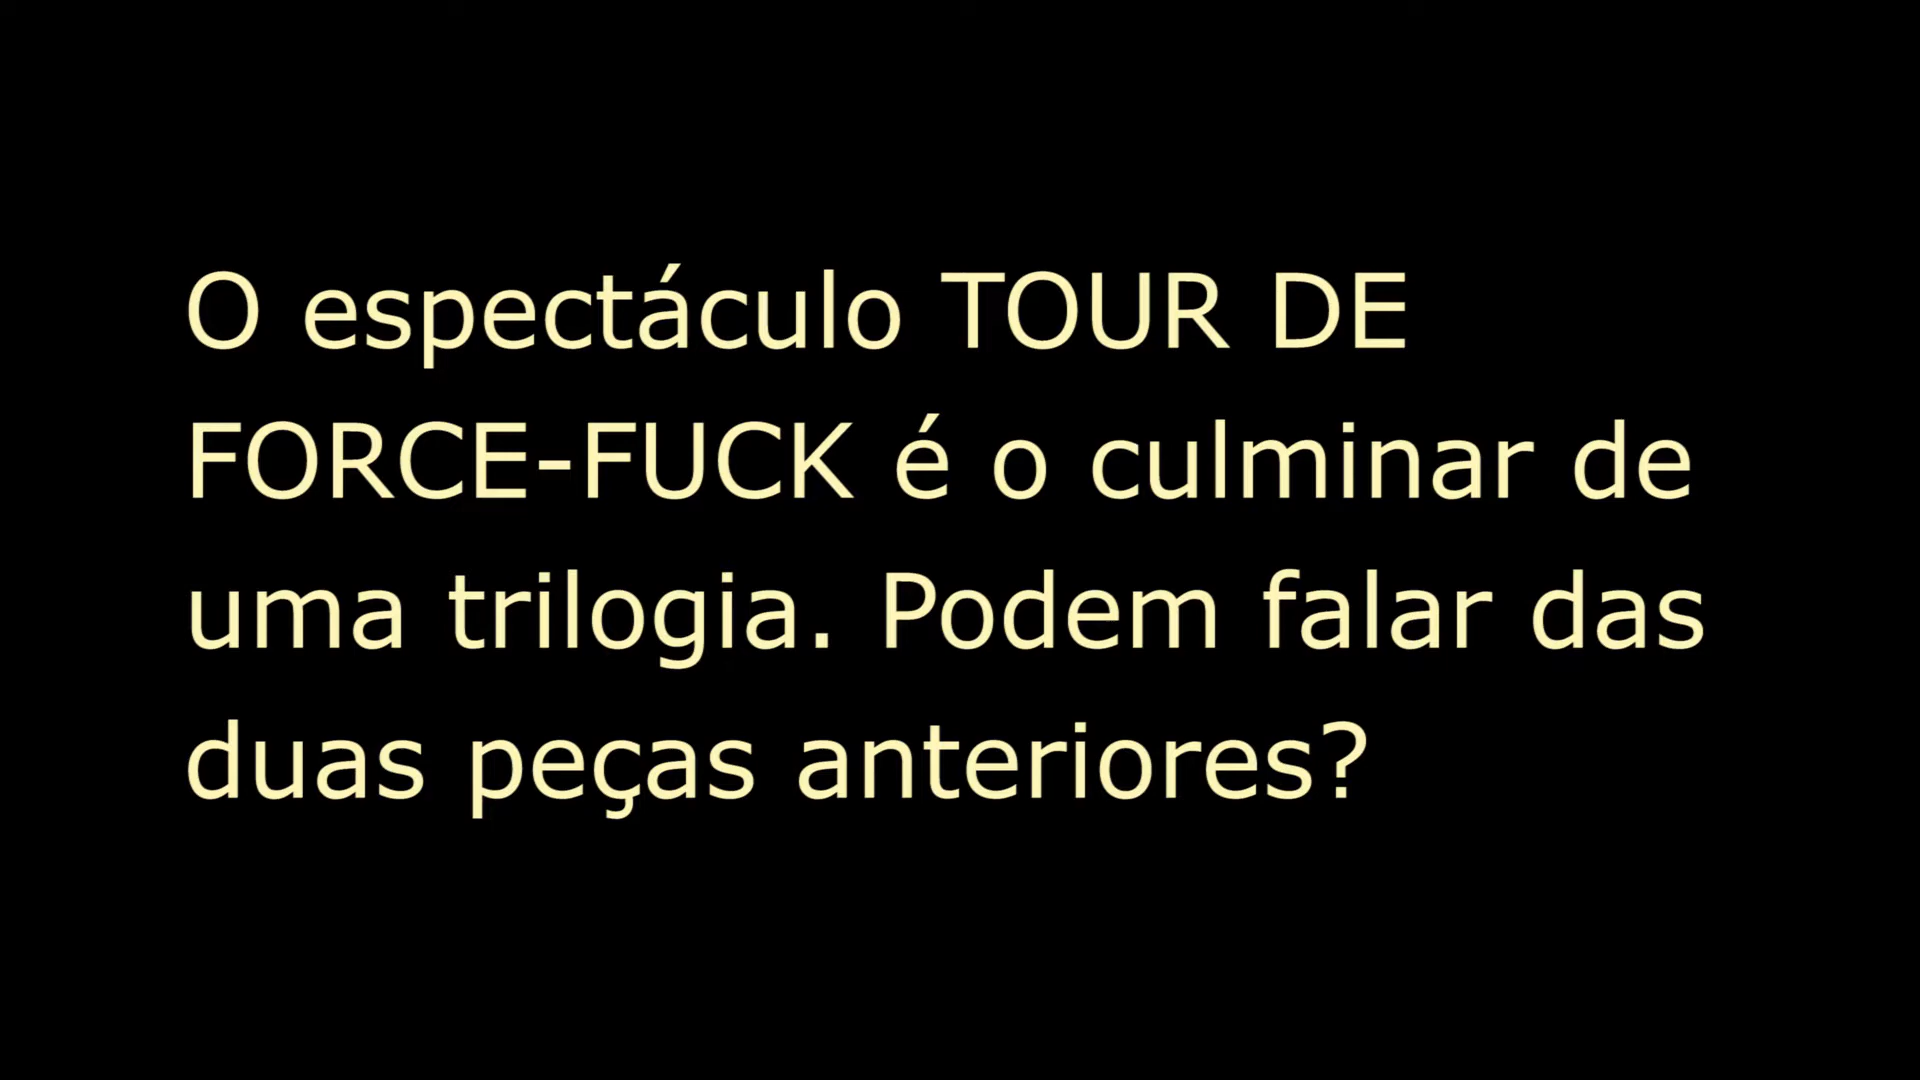 O espectáculo TOUR DE
FORCE-FUCK é o culminar de
uma trilogia. Podem falar das
duas peças anteriores?